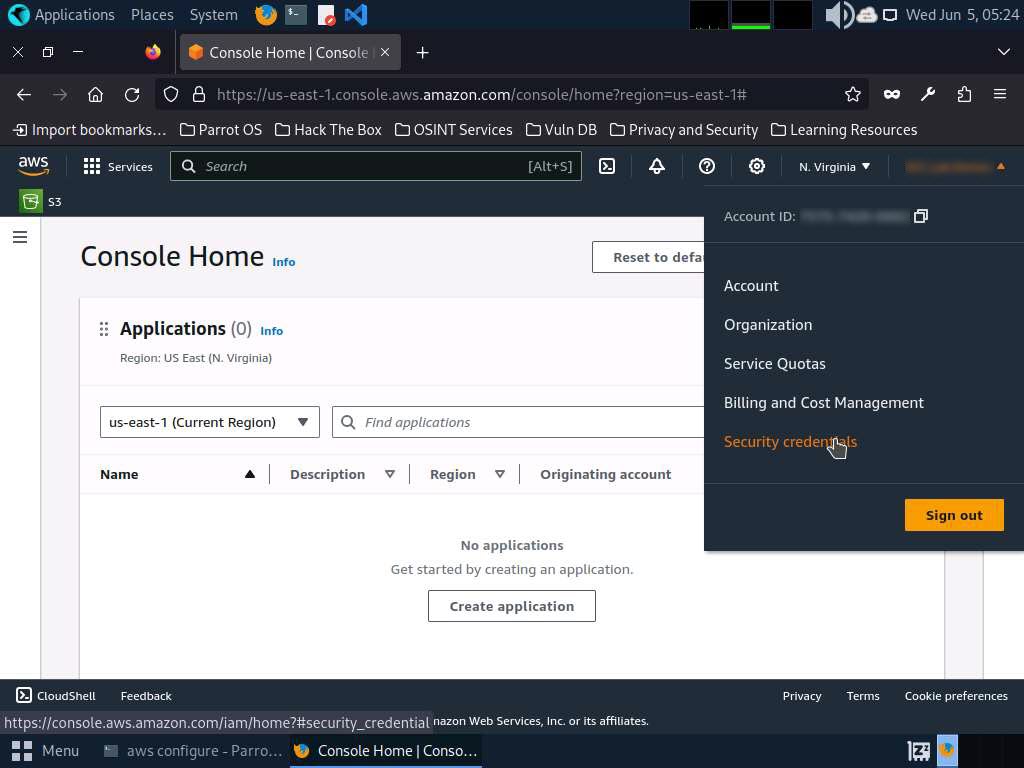 Applications Places System Wed Jun 5, 05:24
Console Home | Console
https://us-east-1.console.aws.amazon.com/console/home?region=us-east-1#
Import bookmarks... Parrot OS Hack The Box OSINT Services Vuln DB Privacy and Security Learning Resources
aws Services Search [Alt+S] N. Virginia
S3
Account ID:
Console Home Info Reset to defau
Account
Applications (0) Info
Organization
Region: US East (N. Virginia)
Service Quotas
Billing and Cost Management
us-east-1 (Current Region) Find applications
Security credentials
Name Description Region Originating account
Sign out
No applications
Get started by creating an application.
Create application
CloudShell Feedback Privacy Terms Cookie preferences
https://console.aws.amazon.com/iam/home?#security_credential nazon Web Services, Inc. or its affiliates.
Menu aws configure - Parro... Console Home | Conso...